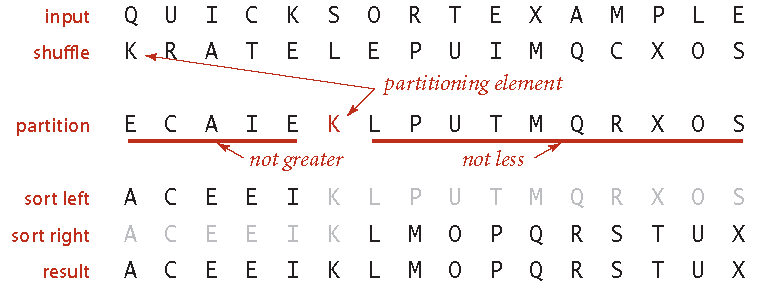 input Q U I C K S O R T E X A M P L E
shuffle K R A T E L E P U I M Q C X O S
partitioning element
partition E C A I E K L P U T M Q R X O S
not greater not less
sort left A C E E I K L P U T M Q R X O S
sort right A C E E I K L M O P Q R S T U X
result A C E E I K L M O P Q R S T U X